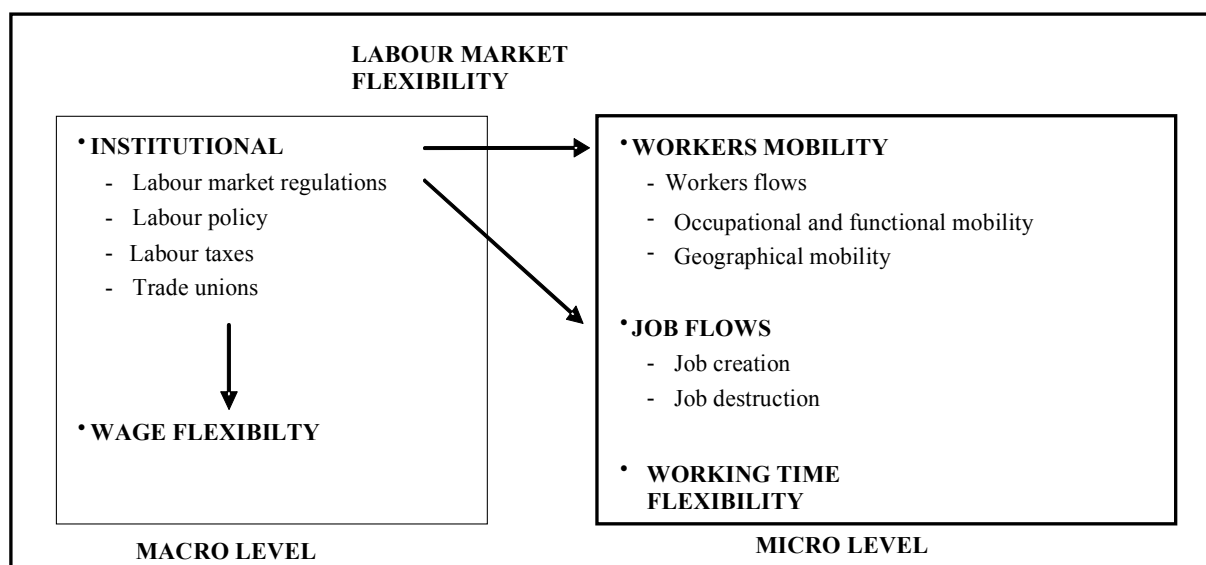 LABOUR MARKET
FLEXIBILITY
• INSTITUTIONAL
- Labour market regulations
- Labour policy
- Labour taxes
- Trade unions
• WAGE FLEXIBILTY
MACRO LEVEL
• WORKERS MOBILITY
- Workers flows
- Occupational and functional mobility
- Geographical mobility
• JOB FLOWS
- Job creation
- Job destruction
• WORKING TIME
FLEXIBILITY
MICRO LEVEL